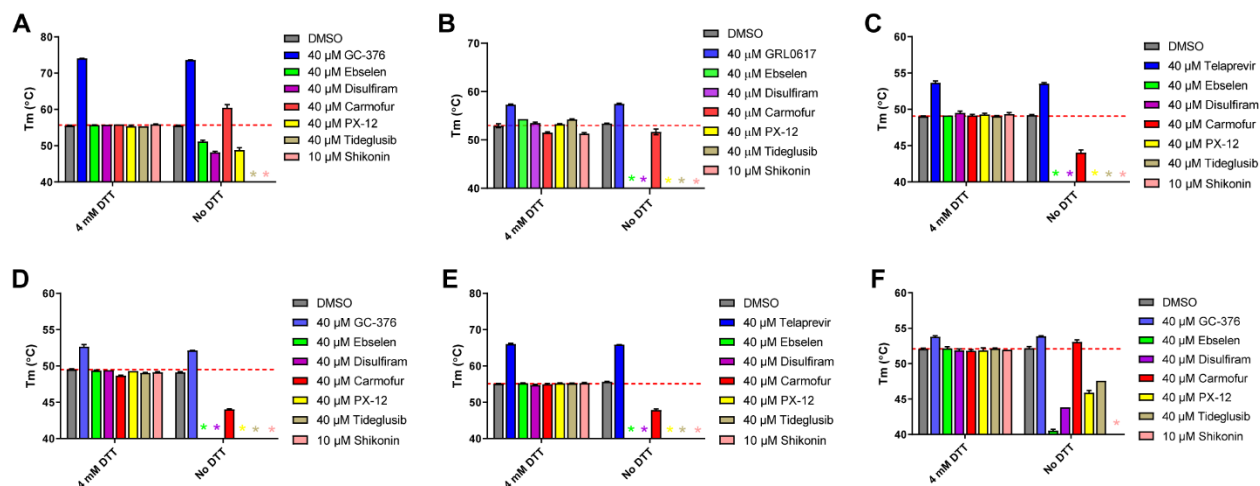 A
Tm (°C)
80
70
60
50
40
4 mM DTT
No DTT
* *
DMSO
40 µM GC-376
40 µM Ebselen
40 µM Disulfiram
40 µM Carmofur
40 µM PX-12
40 µM Tideglusib
10 µM Shikonin
B
Tm (°C)
70
60
50
40
4 mM DTT
No DTT
* * * * *
DMSO
40 µM GRL0617
40 µM Ebselen
40 µM Disulfiram
40 µM Carmofur
40 µM PX-12
40 µM Tideglusib
10 µM Shikonin
C
Tm (°C)
60
55
50
45
40
4 mM DTT
No DTT
* * * * *
DMSO
40 µM Telaprevir
40 µM Ebselen
40 µM Disulfiram
40 µM Carmofur
40 µM PX-12
40 µM Tideglusib
10 µM Shikonin
D
Tm (°C)
60
55
50
45
40
4 mM DTT
No DTT
* * * * *
DMSO
40 µM GC-376
40 µM Ebselen
40 µM Disulfiram
40 µM Carmofur
40 µM PX-12
40 µM Tideglusib
10 µM Shikonin
E
Tm (°C)
80
70
60
50
40
4 mM DTT
No DTT
* * * * *
DMSO
40 µM Telaprevir
40 µM Ebselen
40 µM Disulfiram
40 µM Carmofur
40 µM PX-12
40 µM Tideglusib
10 µM Shikonin
F
Tm (°C)
60
55
50
45
40
4 mM DTT
No DTT
*
DMSO
40 µM GC-376
40 µM Ebselen
40 µM Disulfiram
40 µM Carmofur
40 µM PX-12
40 µM Tideglusib
10 µM Shikonin